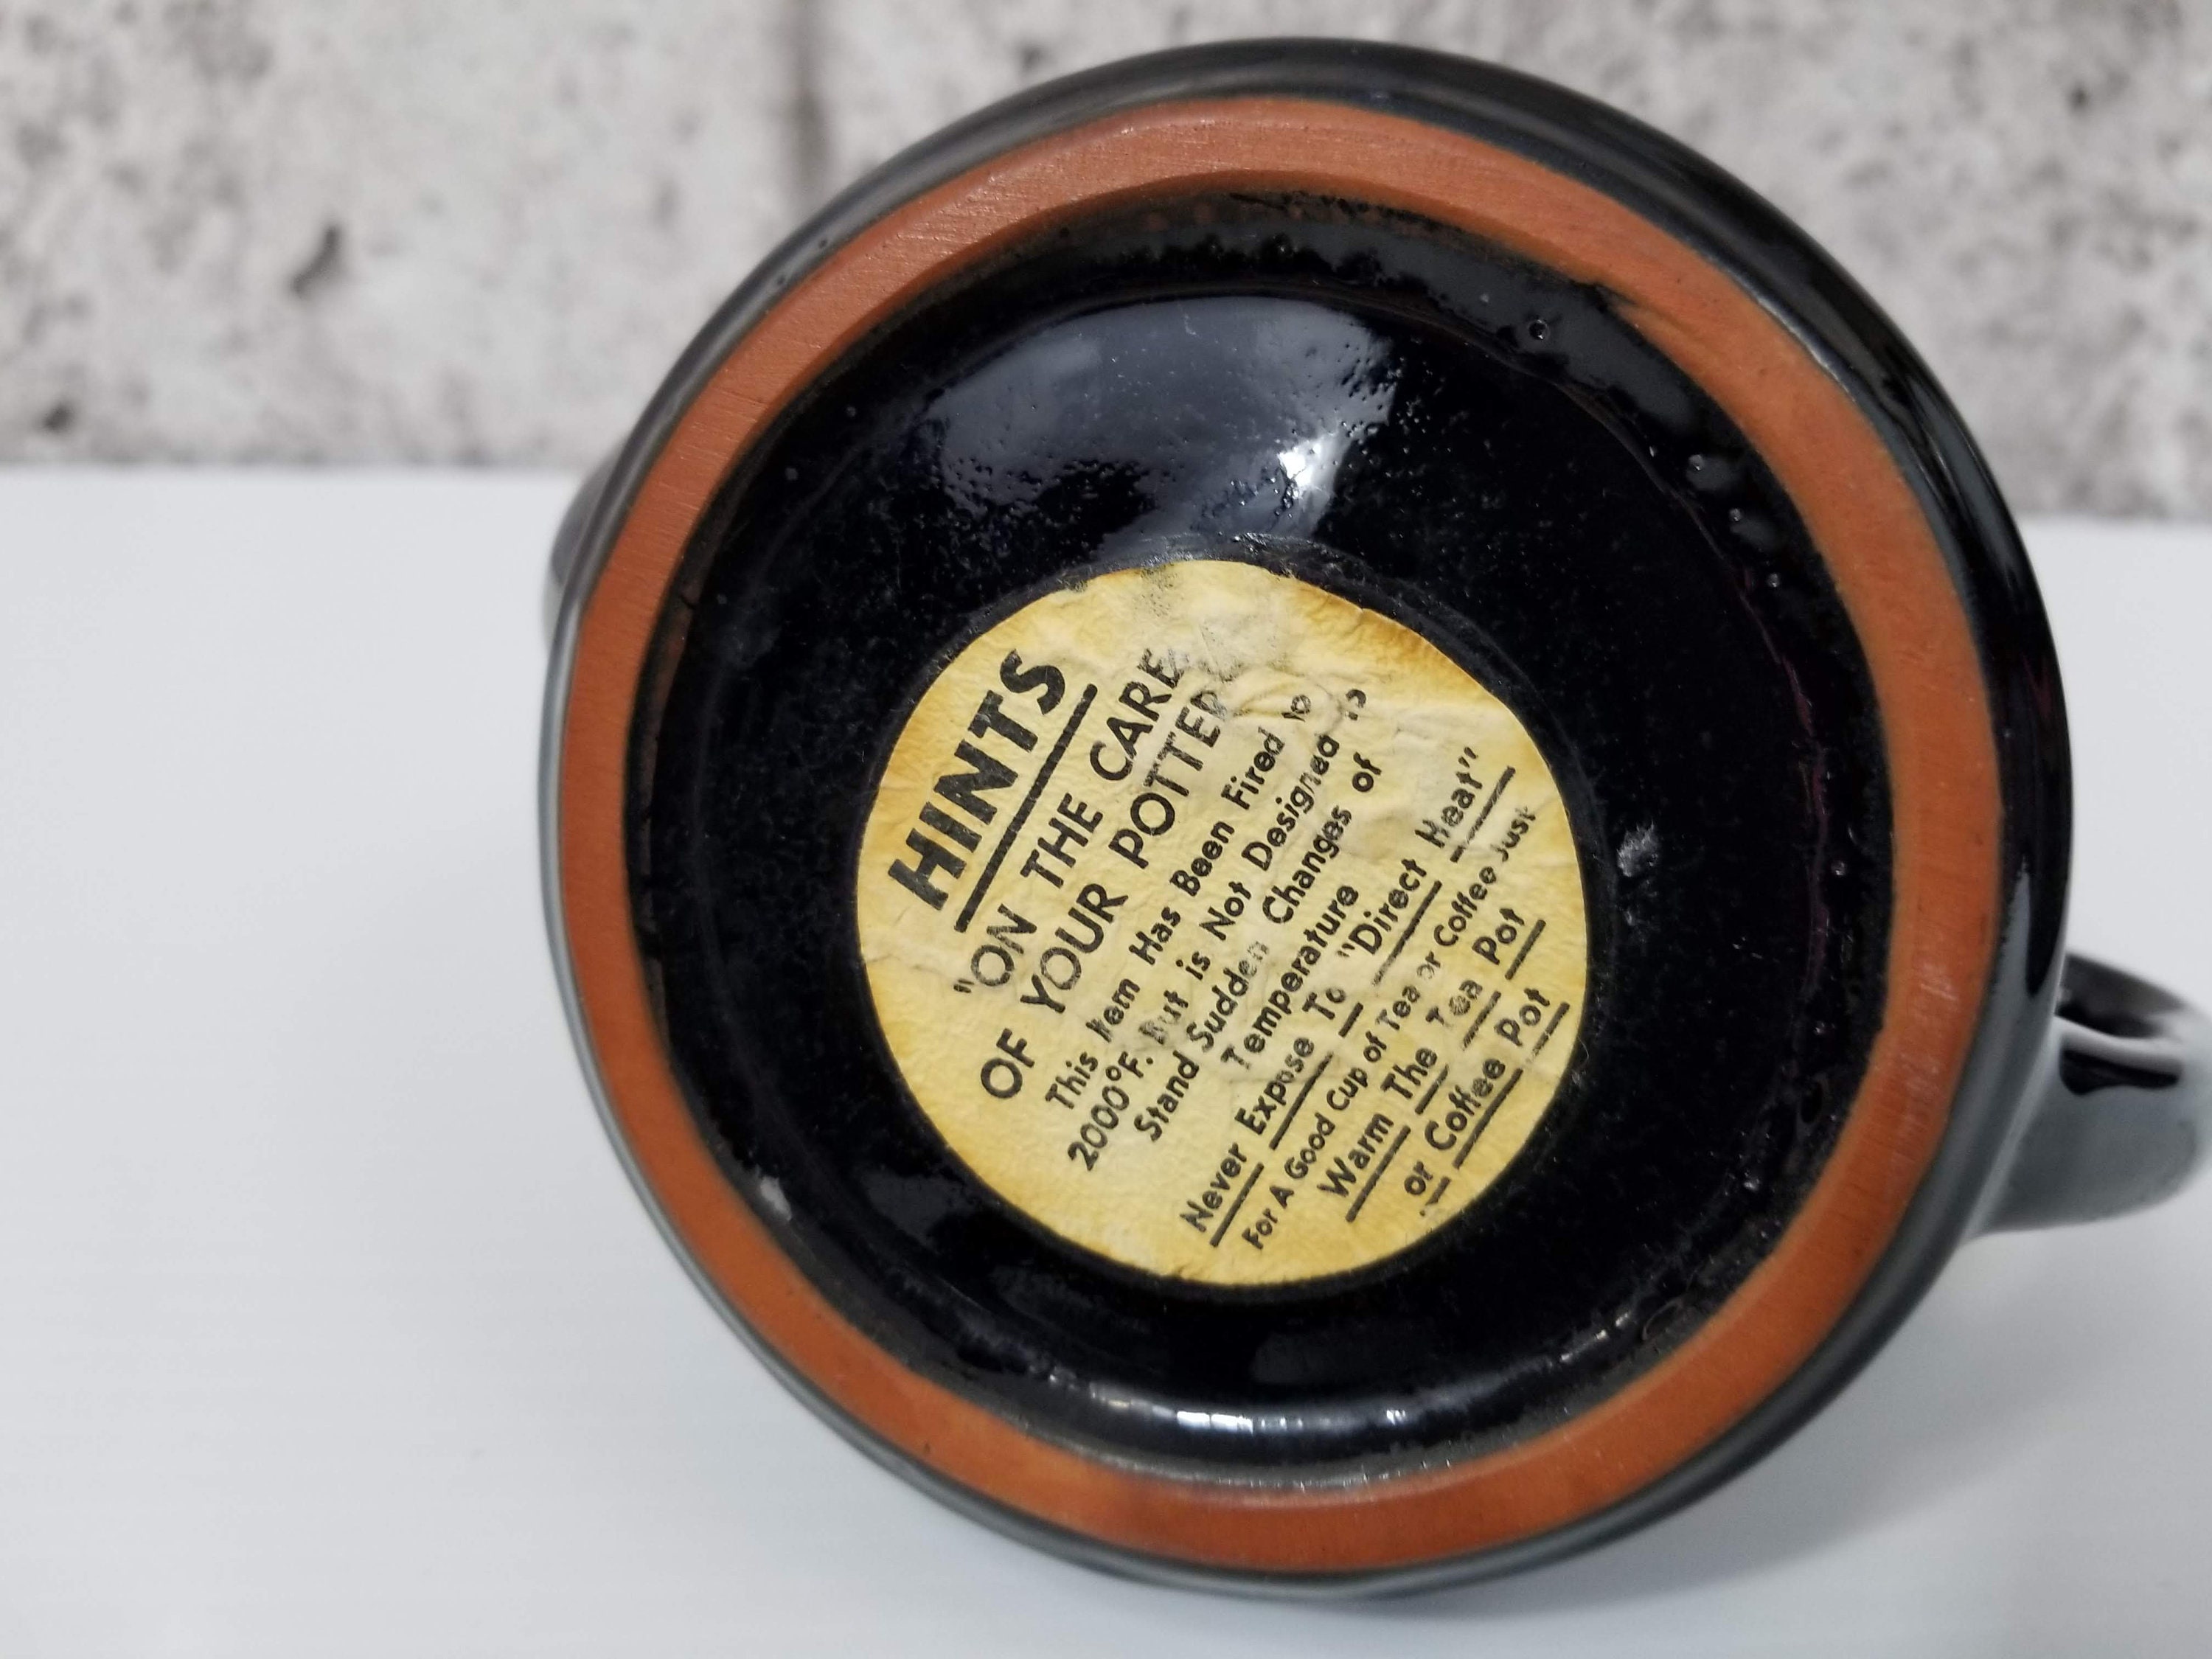 HINTS
"ON THE CARE
OF YOUR POTTER
This Item Has Been Fired to
2000°F. But is Not Designed to
Stand Sudden Changes of
Temperature
Never Expose To "Direct Heat"
For A Good Cup of Tea or Coffee Just
Warm The Tea Pot
or Coffee Pot